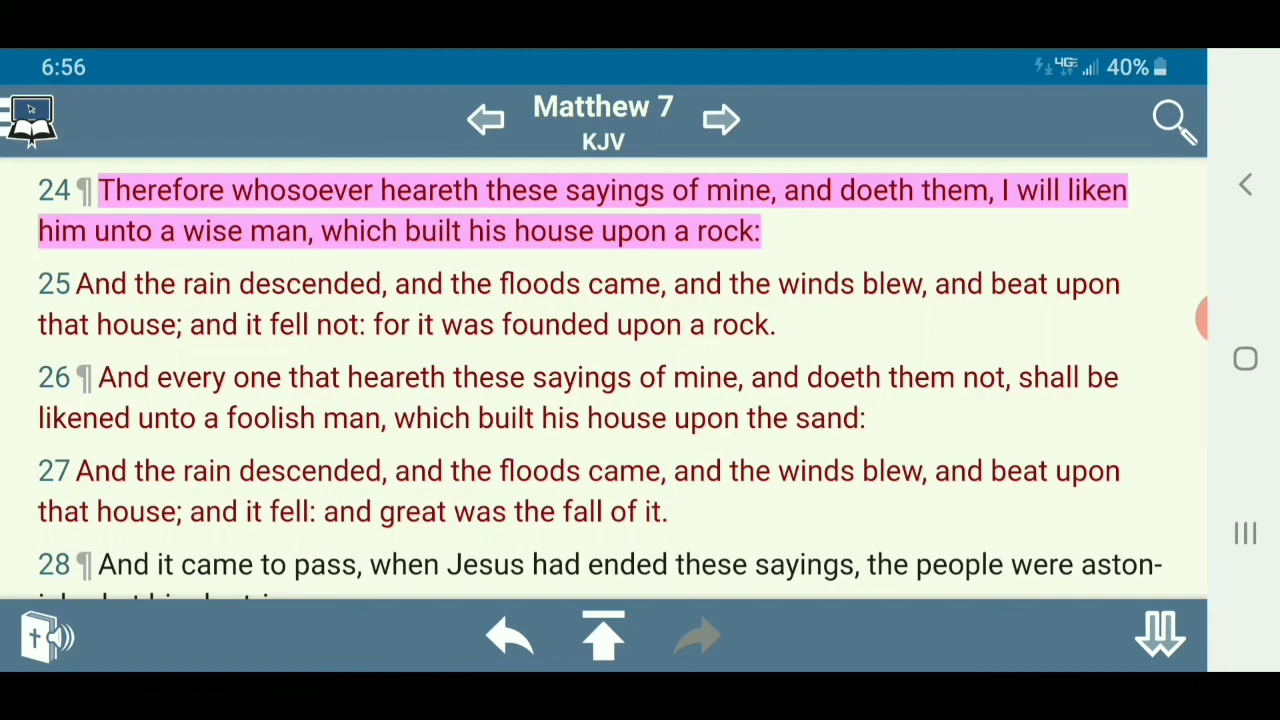 6:56
4GE 40%
Matthew 7
KJV
24 ¶ Therefore whosoever heareth these sayings of mine, and doeth them, I will liken
him unto a wise man, which built his house upon a rock:
25 And the rain descended, and the floods came, and the winds blew, and beat upon
that house; and it fell not: for it was founded upon a rock.
26 ¶ And every one that heareth these sayings of mine, and doeth them not, shall be
likened unto a foolish man, which built his house upon the sand:
27 And the rain descended, and the floods came, and the winds blew, and beat upon
that house; and it fell: and great was the fall of it.
28 ¶ And it came to pass, when Jesus had ended these sayings, the people were aston-